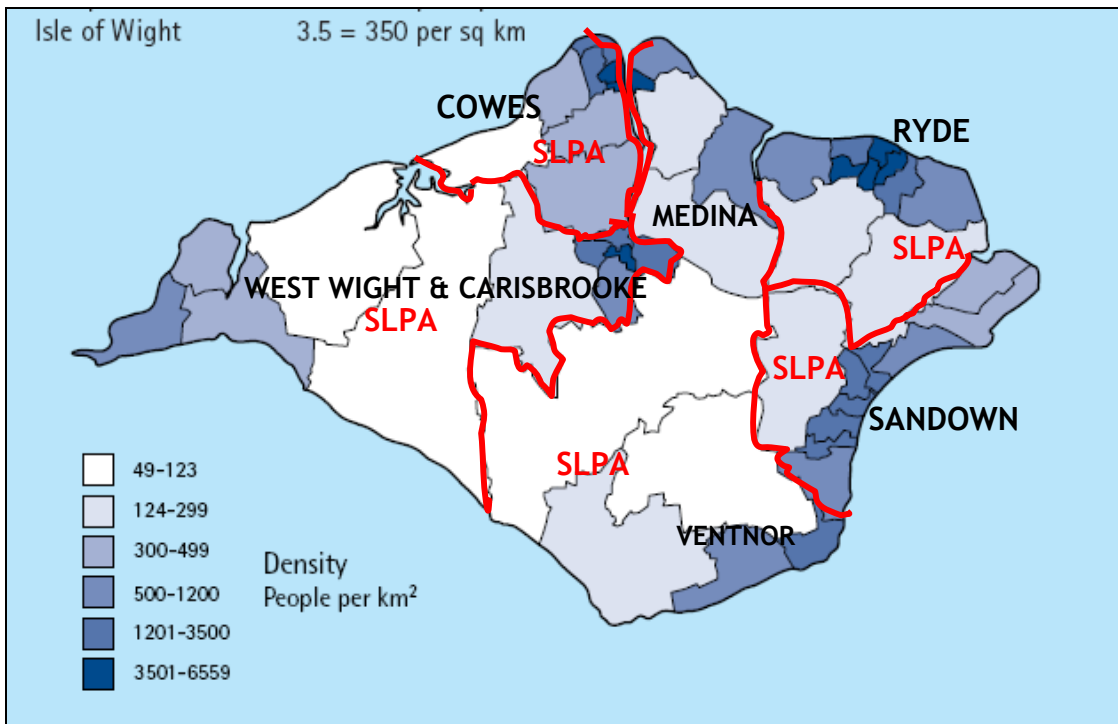 Isle of Wight 3.5 = 350 per sq km
COWES
RYDE
SLPA
MEDINA
SLPA
WEST WIGHT & CARISBROOKE
SLPA
SLPA
SANDOWN
SLPA
VENTNOR
49-123
124-299
300-499
500-1200
1201-3500
3501-6559
Density
People per km²